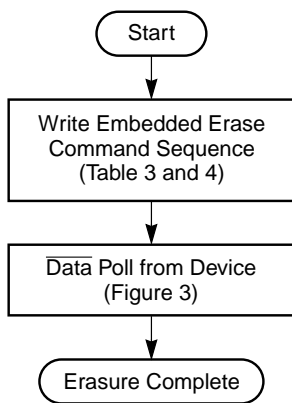 Start
Write Embedded Erase
Command Sequence
(Table 3 and 4)
Data Poll from Device
(Figure 3)
Erasure Complete